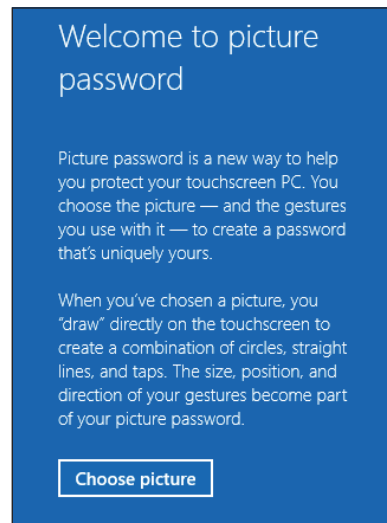 Welcome to picture
password
Picture password is a new way to help
you protect your touchscreen PC. You
choose the picture — and the gestures
you use with it — to create a password
that's uniquely yours.
When you've chosen a picture, you
"draw" directly on the touchscreen to
create a combination of circles, straight
lines, and taps. The size, position, and
direction of your gestures become part
of your picture password.
Choose picture